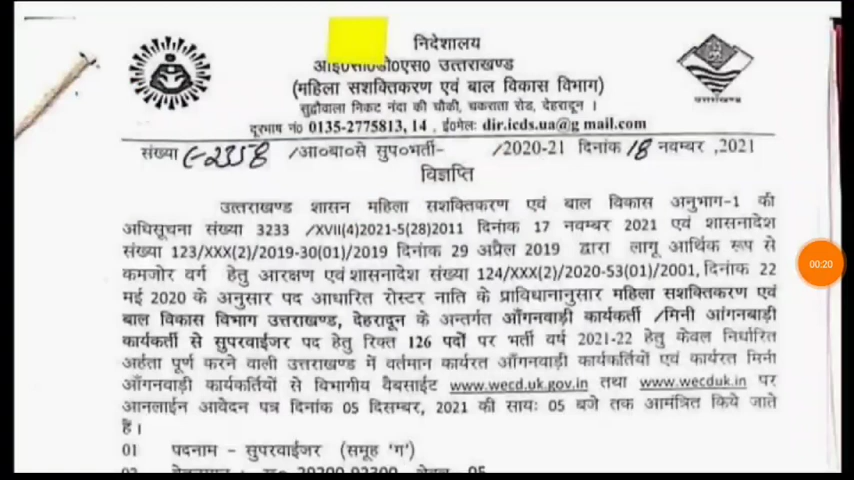 निदेशालय
आई०सी०डी०एस० उत्तराखण्ड
(महिला सशक्तिकरण एवं बाल विकास विभाग)
सुद्धोवाला निकट नंदा की चौकी, चकराता रोड, देहरादून ।
दूरभाष नं० 0135-2775813, 14 , ई०मेलः dir.icds.ua@g mail.com
उत्तराखण्ड
संख्या C-2358 /आ०बा०से सुप०भर्ती- /2020-21 दिनांक 18 नवम्बर ,2021
विज्ञप्ति
उत्तराखण्ड शासन महिला सशक्तिकरण एवं बाल विकास अनुभाग-1 की
अधिसूचना संख्या 3233 /XVII(4)2021-5(28)2011 दिनांक 17 नवम्बर 2021 एवं शासनादेश
संख्या 123/XXX(2)/2019-30(01)/2019 दिनांक 29 अप्रैल 2019 द्वारा लागू आर्थिक रूप से
कमजोर वर्ग हेतु आरक्षण एवं शासनादेश संख्या 124/XXX(2)/2020-53(01)/2001, दिनांक 22
मई 2020 के अनुसार पद आधारित रोस्टर नाति के प्राविधानानुसार महिला सशक्तिकरण एवं
बाल विकास विभाग उत्तराखण्ड, देहरादून के अन्तर्गत आँगनवाड़ी कार्यकर्ती /मिनी आंगनबाड़ी
कार्यकर्ती से सुपरवाईजर पद हेतु रिक्त 126 पदों पर भर्ती वर्ष 2021-22 हेतु केवल निर्धारित
अर्हता पूर्ण करने वाली उत्तराखण्ड में वर्तमान कार्यरत आँगनवाड़ी कार्यकर्तियों एवं कार्यरत मिनी
आँगनवाड़ी कार्यकर्तियों से विभागीय वैबसाईट www.wecd.uk.gov.in तथा www.wecduk.in पर
आनलाईन आवेदन पत्र दिनांक 05 दिसम्बर, 2021 की सायः 05 बजे तक आमंत्रित किये जाते
हैं ।
01 पदनाम - सुपरवाईजर (समूह 'ग')
00:20